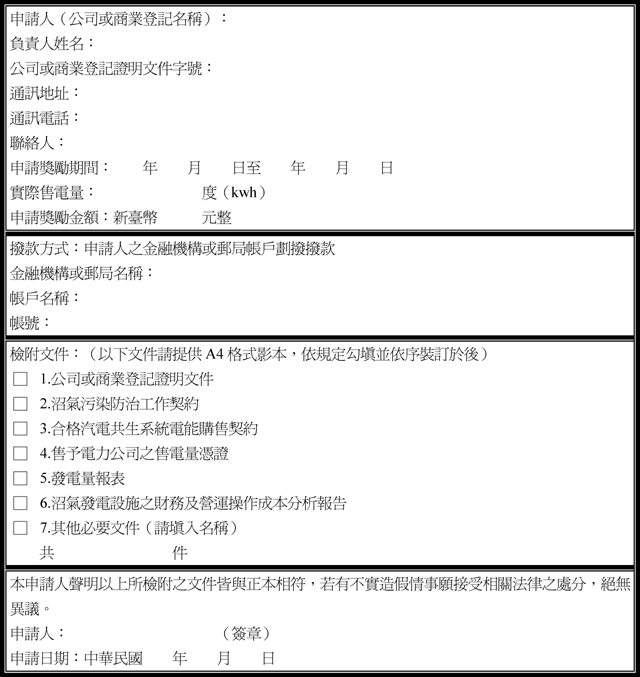 申請人（公司或商業登記名稱）：
負責人姓名：
公司或商業登記證明文件字號：
通訊地址：
通訊電話：
聯絡人：
申請獎勵期間：　　年　　月　　日至　　年　　月　　日
實際售電量：　　　　　　　度（kwh）
申請獎勵金額：新臺幣　　　元整
撥款方式：申請人之金融機構或郵局帳戶劃撥撥款
金融機構或郵局名稱：
帳戶名稱：
帳號：
檢附文件：（以下文件請提供 A4 格式影本，依規定勾填並依序裝訂於後）
□ 1.公司或商業登記證明文件
□ 2.沼氣污染防治工作契約
□ 3.合格汽電共生系統電能購售契約
□ 4.售予電力公司之售電量憑證
□ 5.發電量報表
□ 6.沼氣發電設施之財務及營運操作成本分析報告
□ 7.其他必要文件（請填入名稱）
共　　　　　　　　件
本申請人聲明以上所檢附之文件皆與正本相符，若有不實造假情事願接受相關法律之處分，絕無
異議。
申請人：　　　　　　　　　　（簽章）
申請日期：中華民國　　年　　月　　日